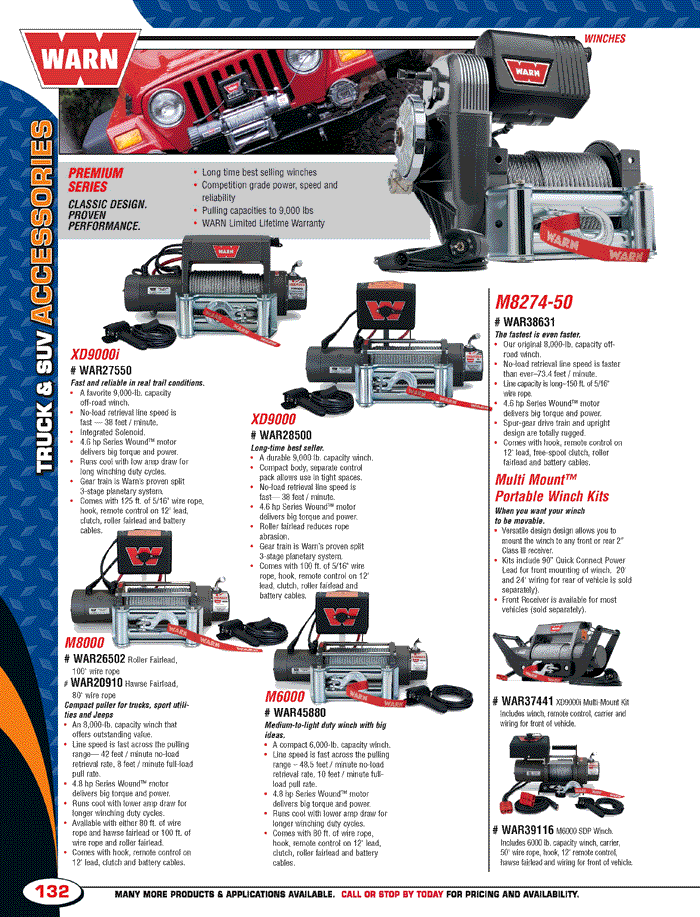 WARN
WINCHES
WARN
WARN
TRUCK & SUV ACCESSORIES
PREMIUM
SERIES
CLASSIC DESIGN.
PROVEN
PERFORMANCE.
• Long time best selling winches
• Competition grade power, speed and
reliability
• Pulling capacities to 9,000 lbs
• WARN Limited Lifetime Warranty
XD9000i
# WAR27550
Fast and reliable in real trail conditions.
• A favorite 9,000-lb. capacity
off-road winch.
• No-load retrieval line speed is
fast — 38 feet / minute.
• Integrated Solenoid.
• 4.6 hp Series Wound™ motor
delivers big torque and power.
• Runs cool with low amp draw for
long winching duty cycles.
• Gear train is Warn's proven split
3-stage planetary system.
• Comes with 125 ft. of 5/16" wire rope,
hook, remote control on 12' lead,
clutch, roller fairlead and battery
cables.
XD9000
# WAR28500
Long-time best seller.
• A durable 9,000 lb. capacity winch.
• Compact body, separate control
pack allows use in tight spaces.
• No-load retrieval line speed is
fast— 38 feet / minute.
• 4.6 hp Series Wound™ motor
delivers big torque and power.
• Roller fairlead reduces rope
abrasion.
• Gear train is Warn's proven split
3-stage planetary system.
• Comes with 100 ft. of 5/16" wire
rope, hook, remote control on 12'
lead, clutch, roller fairlead and
battery cables.
M8274-50
# WAR38631
The fastest is even faster.
• Our original 8,000-lb. capacity off-
road winch.
• No-load retrieval line speed is faster
than ever–73.4 feet / minute.
• Line capacity is long–150 ft. of 5/16"
wire rope.
• 4.6 hp Series Wound™ motor
delivers big torque and power.
• Spur-gear drive train and upright
design are totally rugged.
• Comes with hook, remote control on
12' lead, free-spool clutch, roller
fairlead and battery cables.
Multi Mount™
Portable Winch Kits
When you want your winch
to be movable.
• Versatile design design allows you to
mount the winch to any front or rear 2"
Class III receiver.
• Kits include 90" Quick Connect Power
Lead for front mounting of winch. 20'
and 24' wiring for rear of vehicle is sold
separately).
• Front Receiver is available for most
vehicles (sold separately).
M8000
# WAR26502 Roller Fairlead,
100' wire rope
# WAR20910 Hawse Fairlead,
80' wire rope
Compact puller for trucks, sport utili-
ties and Jeeps
• An 8,000-lb. capacity winch that
offers outstanding value.
• Line speed is fast across the pulling
range— 42 feet / minute no-load
retrieval rate, 8 feet / minute full-load
pull rate.
• 4.8 hp Series Wound™ motor
delivers big torque and power.
• Runs cool with lower amp draw for
longer winching duty cycles.
• Available with either 80 ft. of wire
rope and hawse fairlead or 100 ft. of
wire rope and roller fairlead.
• Comes with hook, remote control on
12' lead, clutch and battery cables.
M6000
# WAR45880
Medium-to-light duty winch with big
ideas.
• A compact 6,000-lb. capacity winch.
• Line speed is fast across the pulling
range – 48.5 feet / minute no-load
retrieval rate, 10 feet / minute full-
load pull rate.
• 4.8 hp Series Wound™ motor
delivers big torque and power.
• Runs cool with lower amp draw for
longer winching duty cycles.
• Comes with 80 ft. of wire rope,
hook, remote control on 12' lead,
clutch, roller fairlead and battery
cables.
# WAR37441 XD9000i Multi-Mount Kit
Includes winch, remote control, carrier and
wiring for front of vehicle.
# WAR39116 M6000 SDP Winch.
Includes 6000 lb. capacity winch, carrier,
50' wire rope, hook, 12' remote control,
hawse fairlead and wiring for front of vehicle.
132
MANY MORE PRODUCTS & APPLICATIONS AVAILABLE. CALL OR STOP BY TODAY FOR PRICING AND AVAILABILITY.